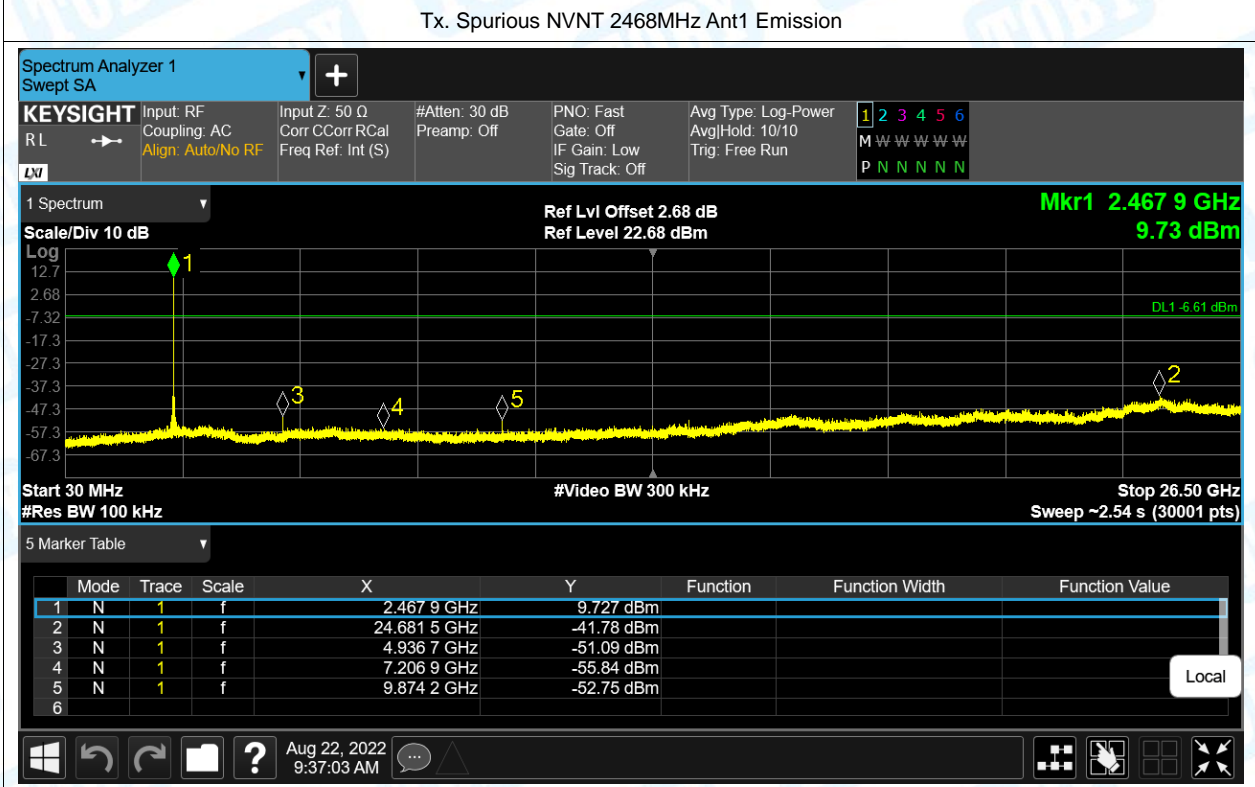 Tx. Spurious NVNT 2468MHz Ant1 Emission
Spectrum Analyzer 1
Swept SA
KEYSIGHT
R L
LXI
Input: RF
Coupling: AC
Align: Auto/No RF
Input Z: 50 Ω
Corr CCorr RCal
Freq Ref: Int (S)
#Atten: 30 dB
Preamp: Off
PNO: Fast
Gate: Off
IF Gain: Low
Sig Track: Off
Avg Type: Log-Power
Avg|Hold: 10/10
Trig: Free Run
1 2 3 4 5 6
M W W W W W
P N N N N N
1 Spectrum
Scale/Div 10 dB
Ref Lvl Offset 2.68 dB
Ref Level 22.68 dBm
Mkr1 2.467 9 GHz
9.73 dBm
Log
12.7
2.68
-7.32
-17.3
-27.3
-37.3
-47.3
-57.3
-67.3
1
DL1 -6.61 dBm
2
3
4
5
Start 30 MHz
#Res BW 100 kHz
#Video BW 300 kHz
Stop 26.50 GHz
Sweep ~2.54 s (30001 pts)
5 Marker Table
Mode Trace Scale X Y Function Function Width Function Value
1 N 1 f 2.467 9 GHz 9.727 dBm
2 N 1 f 24.681 5 GHz -41.78 dBm
3 N 1 f 4.936 7 GHz -51.09 dBm
4 N 1 f 7.206 9 GHz -55.84 dBm
5 N 1 f 9.874 2 GHz -52.75 dBm
6
Local
?
Aug 22, 2022
9:37:03 AM